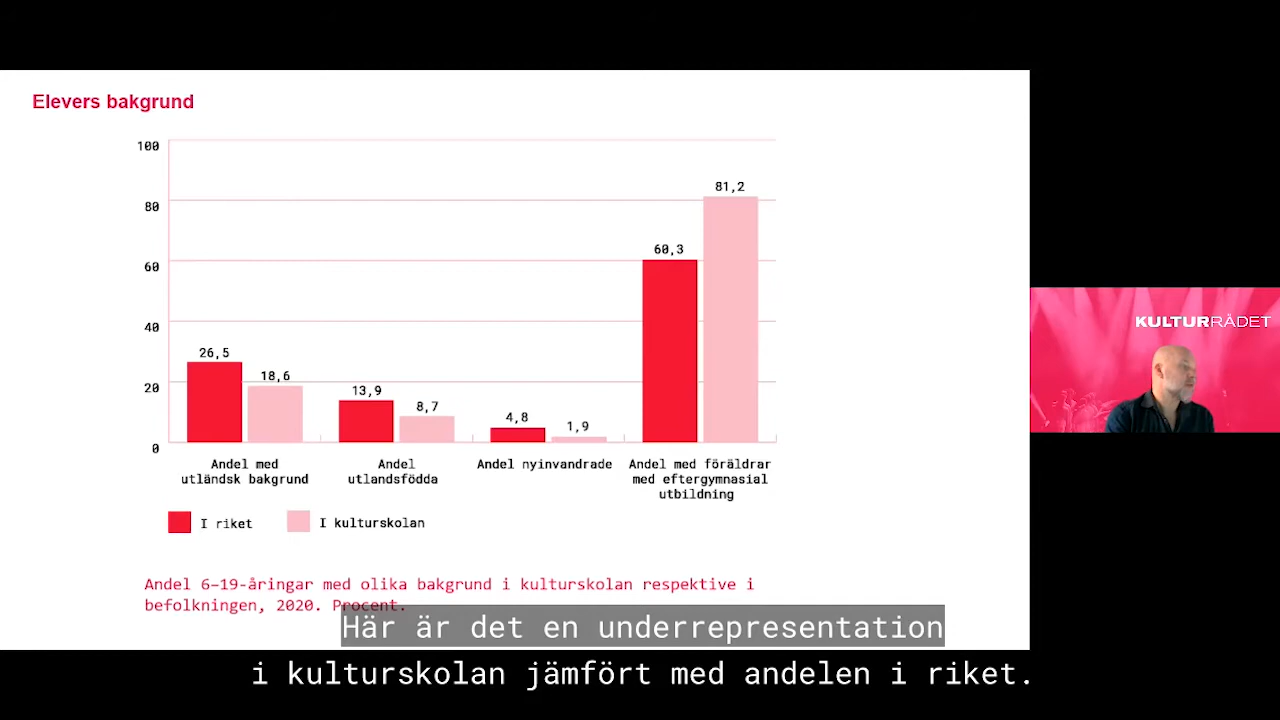 Elevers bakgrund
100
80
60
40
20
0
26,5
18,6
13,9
8,7
4,8
1,9
60,3
81,2
Andel med
utländsk bakgrund
Andel
utlandsfödda
Andel nyinvandrade
Andel med föräldrar
med eftergymnasial
utbildning
I riket
I kulturskolan
Andel 6–19-åringar med olika bakgrund i kulturskolan respektive i
befolkningen, 2020. Procent.
KULTURRÅDET
Här är det en underrepresentation
i kulturskolan jämfört med andelen i riket.